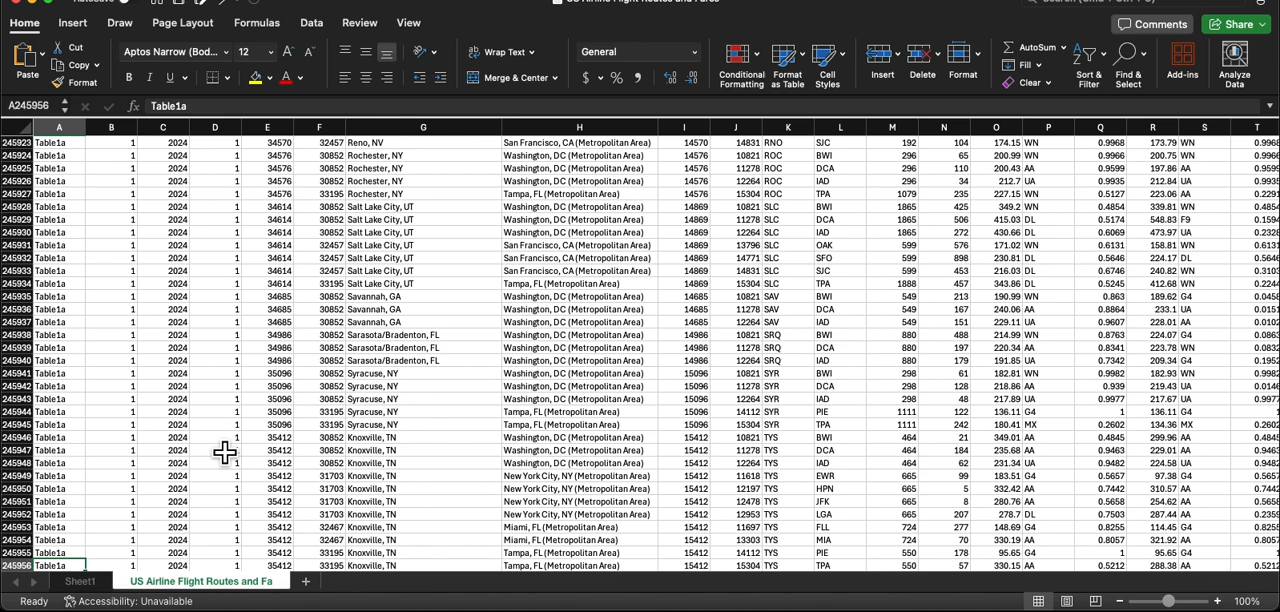 Home Insert Draw Page Layout Formulas Data Review View Comments Share
Paste Cut Copy Format Aptos Narrow (Bod... 12 A A Wrap Text General AutoSum Fill Clear
B I U A Merge & Center $ % Conditional Formatting Format as Table Cell Styles Insert Delete Format Sort & Filter Find & Select Add-ins Analyze Data
A245956 fx Table1a
A B C D E F G H I J K L M N O P Q R S T
245923 Table1a 1 2024 1 34570 32457 Reno, NV San Francisco, CA (Metropolitan Area) 14570 14831 RNO SJC 192 104 174.15 WN 0.9968 173.79 WN 0.9968
245924 Table1a 1 2024 1 34576 30852 Rochester, NY Washington, DC (Metropolitan Area) 14576 10821 ROC BWI 296 65 200.99 WN 0.9966 200.75 WN 0.9966
245925 Table1a 1 2024 1 34576 30852 Rochester, NY Washington, DC (Metropolitan Area) 14576 11278 ROC DCA 296 110 200.43 AA 0.9599 197.86 AA 0.9599
245926 Table1a 1 2024 1 34576 30852 Rochester, NY Washington, DC (Metropolitan Area) 14576 12264 ROC IAD 296 34 212.7 UA 0.9935 212.84 UA 0.9935
245927 Table1a 1 2024 1 34576 33195 Rochester, NY Tampa, FL (Metropolitan Area) 14576 15304 ROC TPA 1079 235 227.15 WN 0.5127 223.06 AA 0.2291
245928 Table1a 1 2024 1 34614 30852 Salt Lake City, UT Washington, DC (Metropolitan Area) 14869 10821 SLC BWI 1865 425 349.2 WN 0.4854 339.81 WN 0.4854
245929 Table1a 1 2024 1 34614 30852 Salt Lake City, UT Washington, DC (Metropolitan Area) 14869 11278 SLC DCA 1865 506 415.03 DL 0.5174 548.83 F9 0.1594
245930 Table1a 1 2024 1 34614 30852 Salt Lake City, UT Washington, DC (Metropolitan Area) 14869 12264 SLC IAD 1865 272 430.66 DL 0.6069 473.97 UA 0.2328
245931 Table1a 1 2024 1 34614 32457 Salt Lake City, UT San Francisco, CA (Metropolitan Area) 14869 13796 SLC OAK 599 576 171.02 WN 0.6131 158.81 WN 0.6131
245932 Table1a 1 2024 1 34614 32457 Salt Lake City, UT San Francisco, CA (Metropolitan Area) 14869 14771 SLC SFO 599 898 230.81 DL 0.5646 224.17 DL 0.5646
245933 Table1a 1 2024 1 34614 32457 Salt Lake City, UT San Francisco, CA (Metropolitan Area) 14869 14831 SLC SJC 599 453 216.03 DL 0.6746 240.82 WN 0.3103
245934 Table1a 1 2024 1 34614 33195 Salt Lake City, UT Tampa, FL (Metropolitan Area) 14869 15304 SLC TPA 1888 457 343.86 DL 0.5245 412.68 WN 0.2244
245935 Table1a 1 2024 1 34685 30852 Savannah, GA Washington, DC (Metropolitan Area) 14685 10821 SAV BWI 549 213 190.99 WN 0.863 189.62 G4 0.0458
245936 Table1a 1 2024 1 34685 30852 Savannah, GA Washington, DC (Metropolitan Area) 14685 11278 SAV DCA 549 167 240.06 AA 0.8864 233.1 UA 0.0151
245937 Table1a 1 2024 1 34685 30852 Savannah, GA Washington, DC (Metropolitan Area) 14685 12264 SAV IAD 549 151 229.11 UA 0.9607 228.01 AA 0.0151
245938 Table1a 1 2024 1 34986 30852 Sarasota/Bradenton, FL Washington, DC (Metropolitan Area) 14986 10821 SRQ BWI 880 488 214.99 WN 0.8763 224.07 G4 0.0863
245939 Table1a 1 2024 1 34986 30852 Sarasota/Bradenton, FL Washington, DC (Metropolitan Area) 14986 11278 SRQ DCA 880 197 220.34 AA 0.8341 223.78 WN 0.0833
245940 Table1a 1 2024 1 34986 30852 Sarasota/Bradenton, FL Washington, DC (Metropolitan Area) 14986 12264 SRQ IAD 880 179 191.85 UA 0.7342 209.34 G4 0.1952
245941 Table1a 1 2024 1 35096 30852 Syracuse, NY Washington, DC (Metropolitan Area) 15096 10821 SYR BWI 298 61 182.81 WN 0.9982 182.93 WN 0.9982
245942 Table1a 1 2024 1 35096 30852 Syracuse, NY Washington, DC (Metropolitan Area) 15096 11278 SYR DCA 298 128 218.86 AA 0.939 219.43 UA 0.0146
245943 Table1a 1 2024 1 35096 30852 Syracuse, NY Washington, DC (Metropolitan Area) 15096 12264 SYR IAD 298 48 217.89 UA 0.9977 217.67 UA 0.9977
245944 Table1a 1 2024 1 35096 33195 Syracuse, NY Tampa, FL (Metropolitan Area) 15096 14112 SYR PIE 1111 122 136.11 G4 1 136.11 G4
245945 Table1a 1 2024 1 35096 33195 Syracuse, NY Tampa, FL (Metropolitan Area) 15096 15304 SYR TPA 1111 242 180.41 MX 0.2602 134.36 MX 0.2602
245946 Table1a 1 2024 1 35412 30852 Knoxville, TN Washington, DC (Metropolitan Area) 15412 10821 TYS BWI 464 21 349.01 AA 0.4845 299.96 AA 0.4845
245947 Table1a 1 2024 1 35412 30852 Knoxville, TN Washington, DC (Metropolitan Area) 15412 11278 TYS DCA 464 184 235.68 AA 0.9463 229.01 AA 0.9463
245948 Table1a 1 2024 1 35412 30852 Knoxville, TN Washington, DC (Metropolitan Area) 15412 12264 TYS IAD 464 62 231.34 UA 0.9482 224.58 UA 0.9482
245949 Table1a 1 2024 1 35412 31703 Knoxville, TN New York City, NY (Metropolitan Area) 15412 11618 TYS EWR 665 99 183.51 G4 0.5657 97.38 G4 0.5657
245950 Table1a 1 2024 1 35412 31703 Knoxville, TN New York City, NY (Metropolitan Area) 15412 12197 TYS HPN 665 5 332.42 AA 0.7442 310.57 AA 0.7442
245951 Table1a 1 2024 1 35412 31703 Knoxville, TN New York City, NY (Metropolitan Area) 15412 12478 TYS JFK 665 8 280.76 AA 0.5658 254.62 AA 0.5658
245952 Table1a 1 2024 1 35412 31703 Knoxville, TN New York City, NY (Metropolitan Area) 15412 12953 TYS LGA 665 207 278.7 DL 0.7503 287.44 AA 0.2359
245953 Table1a 1 2024 1 35412 32467 Knoxville, TN Miami, FL (Metropolitan Area) 15412 11697 TYS FLL 724 277 148.69 G4 0.8255 114.45 G4 0.8255
245954 Table1a 1 2024 1 35412 32467 Knoxville, TN Miami, FL (Metropolitan Area) 15412 13303 TYS MIA 724 70 330.19 AA 0.8057 321.92 AA 0.8057
245955 Table1a 1 2024 1 35412 33195 Knoxville, TN Tampa, FL (Metropolitan Area) 15412 14112 TYS PIE 550 178 95.65 G4 1 95.65 G4
245956 Table1a 1 2024 1 35412 33195 Knoxville, TN Tampa, FL (Metropolitan Area) 15412 15304 TYS TPA 550 57 330.15 AA 0.5212 288.38 AA 0.5212
Sheet1 US Airline Flight Routes and Fa +
Ready Accessibility: Unavailable − + 100%